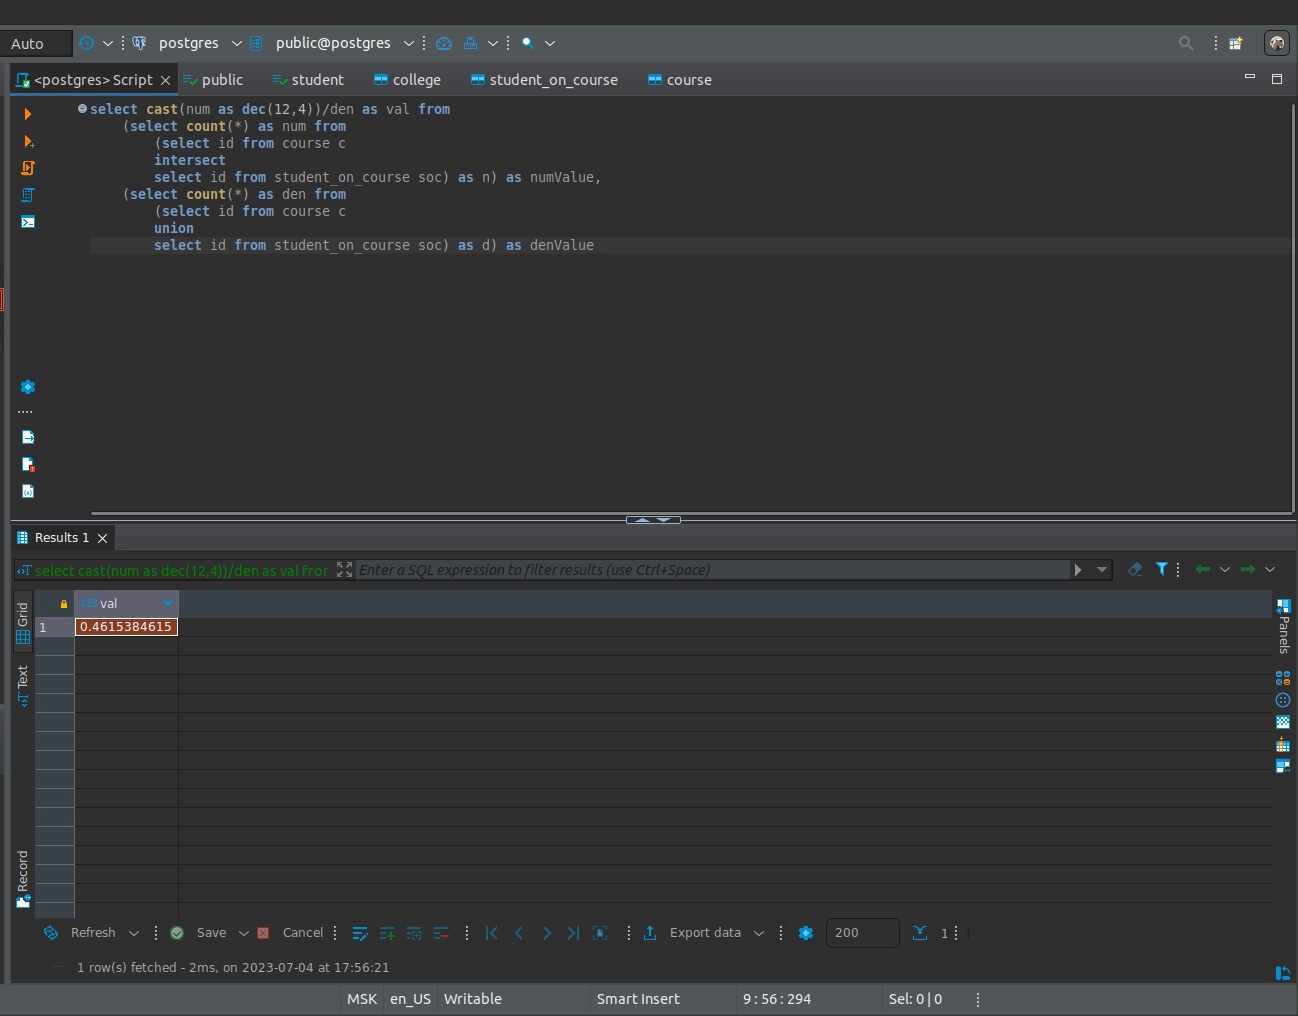 Auto postgres public@postgres
<postgres> Script public student college student_on_course course
select cast(num as dec(12,4))/den as val from
(select count(*) as num from
(select id from course c
intersect
select id from student_on_course soc) as n) as numValue,
(select count(*) as den from
(select id from course c
union
select id from student_on_course soc) as d) as denValue
Results 1
select cast(num as dec(12,4))/den as val fror Enter a SQL expression to filter results (use Ctrl+Space)
Grid
123 val
1 0.4615384615
Panels
Text
Record
Refresh Save Cancel Export data 200 1
1 row(s) fetched - 2ms, on 2023-07-04 at 17:56:21
MSK en_US Writable Smart Insert 9 : 56 : 294 Sel: 0 | 0